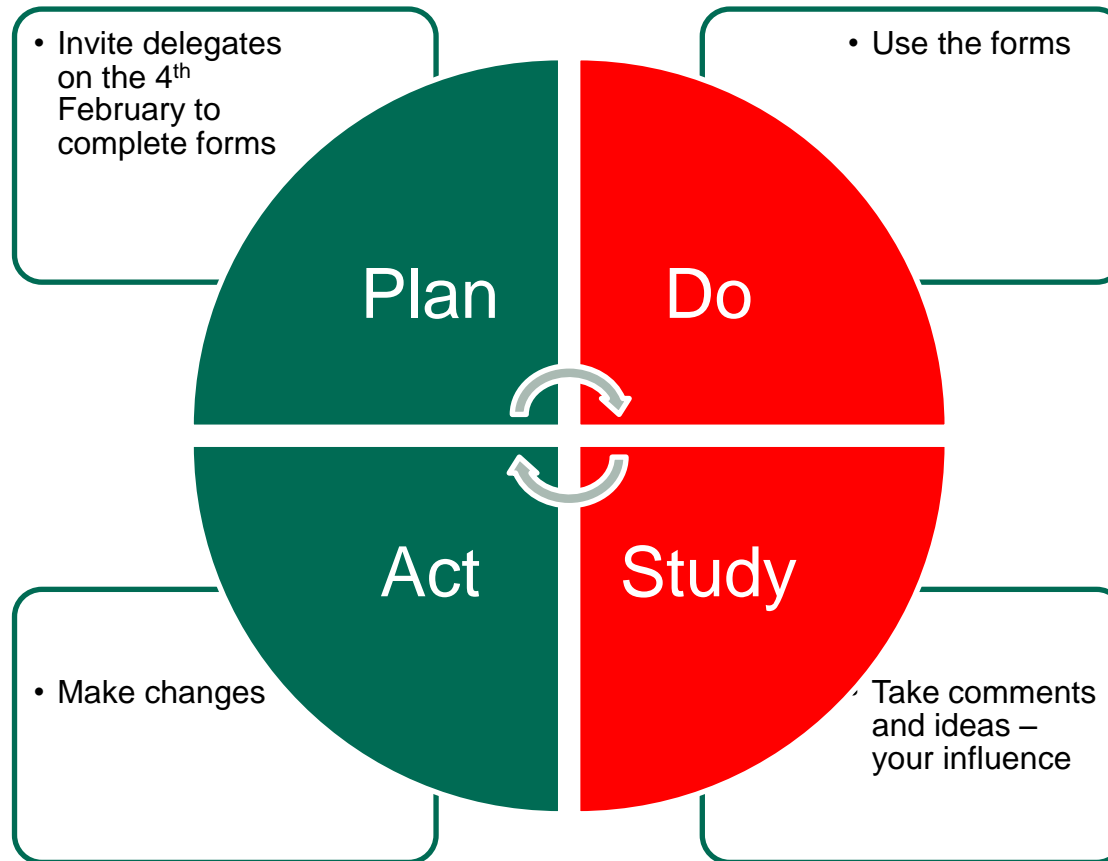 • Invite delegates
on the 4th
February to
complete forms
• Use the forms
Plan
Do
Act
Study
• Make changes
• Take comments
and ideas –
your influence